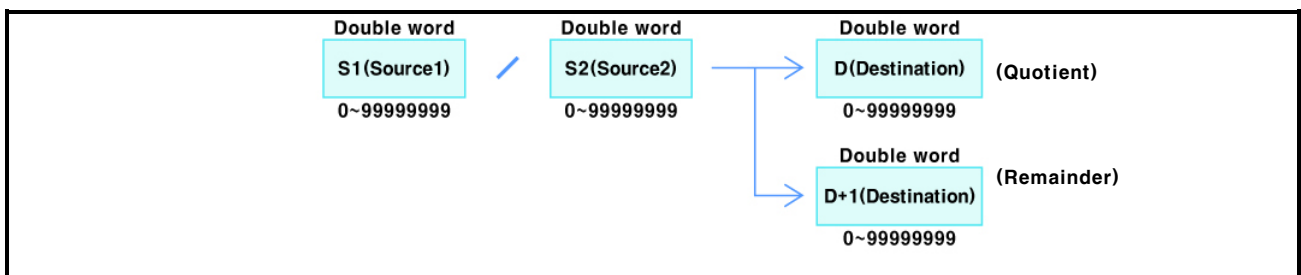 Double word Double word Double word
S1(Source1) / S2(Source2) D(Destination) (Quotient)
0~99999999 0~99999999 0~99999999
Double word
(Remainder)
D+1(Destination)
0~99999999